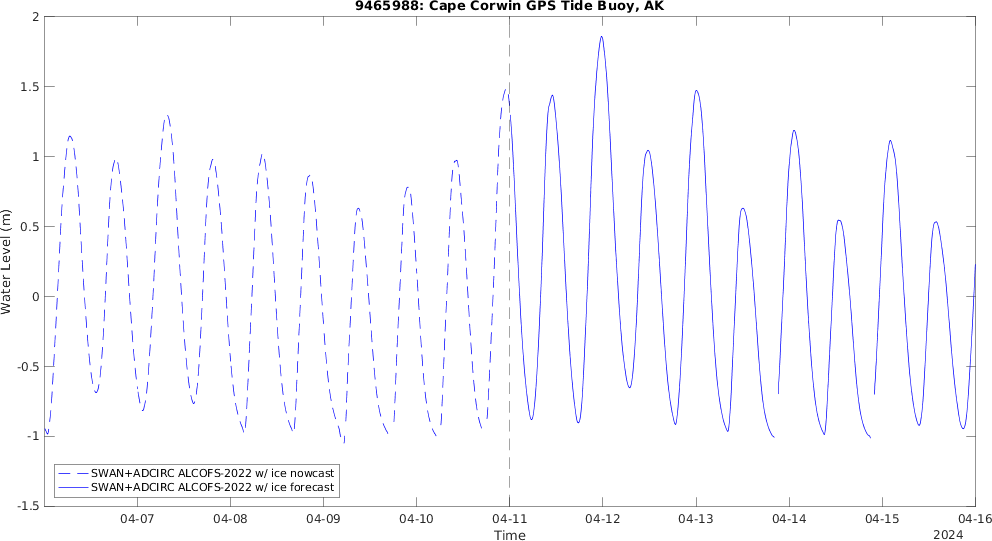 9465988: Cape Corwin GPS Tide Buoy, AK
2
1.5
1
0.5
0
-0.5
-1
-1.5
Water Level (m)
SWAN+ADCIRC ALCOFS-2022 w/ ice nowcast
SWAN+ADCIRC ALCOFS-2022 w/ ice forecast
04-07 04-08 04-09 04-10 04-11 04-12 04-13 04-14 04-15 04-16
Time
2024